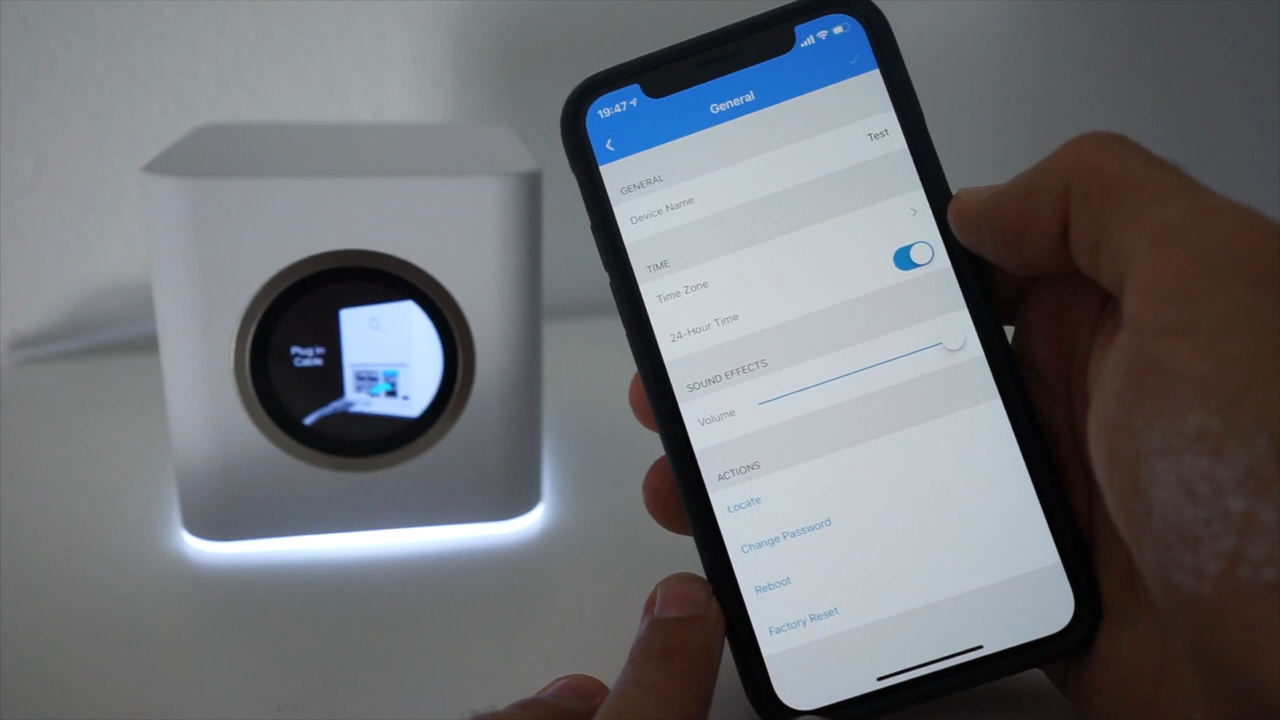 Plug in
Cable
19:47
General
GENERAL
Device Name
Test
TIME
Time Zone
24-Hour Time
SOUND EFFECTS
Volume
ACTIONS
Locate
Change Password
Reboot
Factory Reset